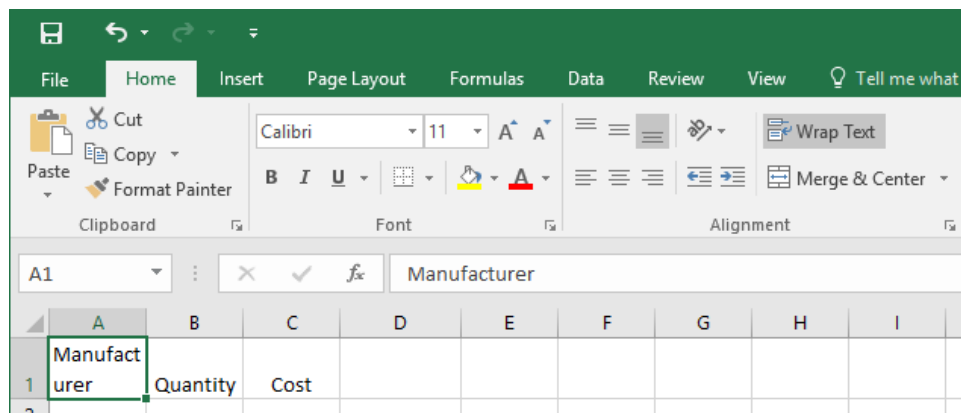 File Home Insert Page Layout Formulas Data Review View Tell me what
Cut
Copy
Format Painter
Paste
Calibri 11 A A
B I U A
Wrap Text
Merge & Center
Clipboard Font Alignment
A1 fx Manufacturer
A B C D E F G H I
Manufact
1 urer Quantity Cost